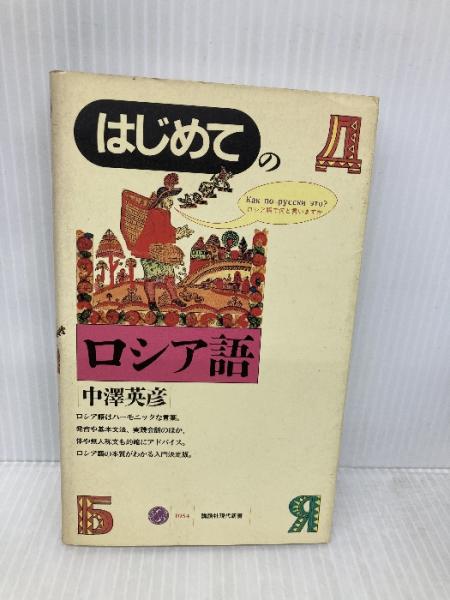 はじめての
Д
Как по-русски это?
ロシア語で何と言いますか
ロシア語
中澤英彦
ロシア語はハーモニックな言葉。
発音や基本文法、実践会話のほか、
体や無人称文も的確にアドバイス。
ロシア語の本質がわかる入門決定版。
Б
1054
講談社現代新書
Я